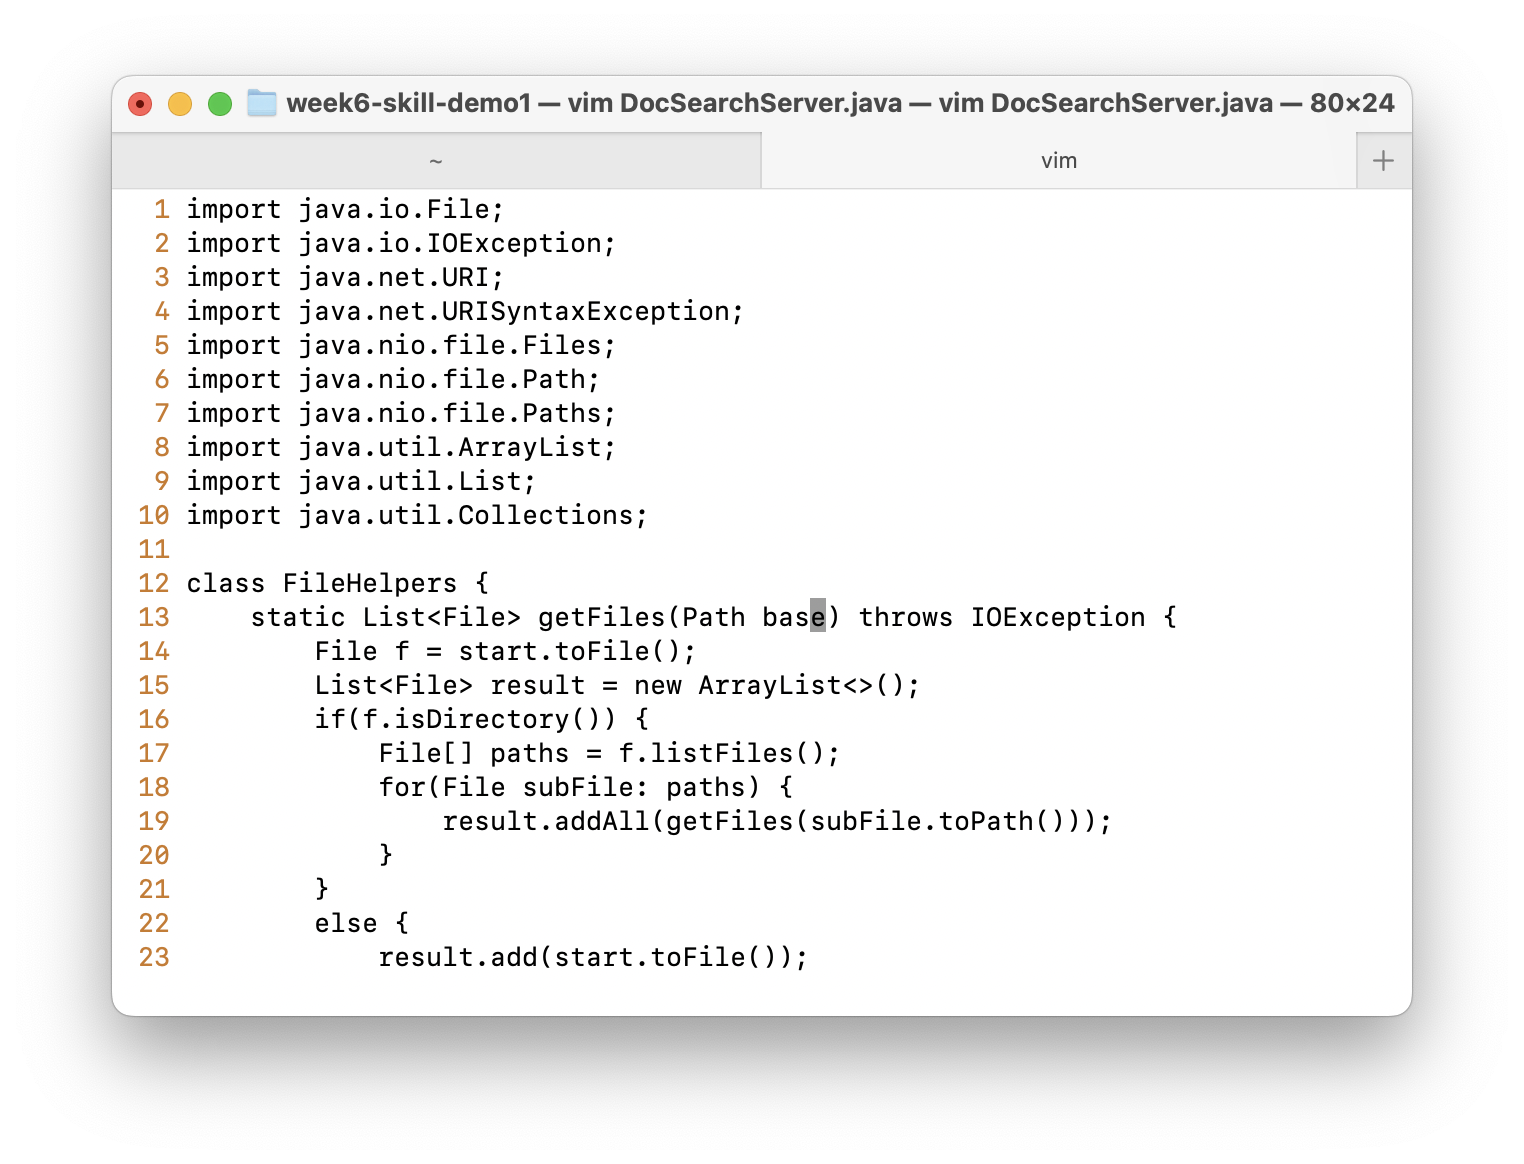 week6-skill-demo1 — vim DocSearchServer.java — vim DocSearchServer.java — 80×24
~ vim +
1 import java.io.File;
2 import java.io.IOException;
3 import java.net.URI;
4 import java.net.URISyntaxException;
5 import java.nio.file.Files;
6 import java.nio.file.Path;
7 import java.nio.file.Paths;
8 import java.util.ArrayList;
9 import java.util.List;
10 import java.util.Collections;
11
12 class FileHelpers {
13     static List<File> getFiles(Path base) throws IOException {
14         File f = start.toFile();
15         List<File> result = new ArrayList<>();
16         if(f.isDirectory()) {
17             File[] paths = f.listFiles();
18             for(File subFile: paths) {
19                 result.addAll(getFiles(subFile.toPath()));
20             }
21         }
22         else {
23             result.add(start.toFile());